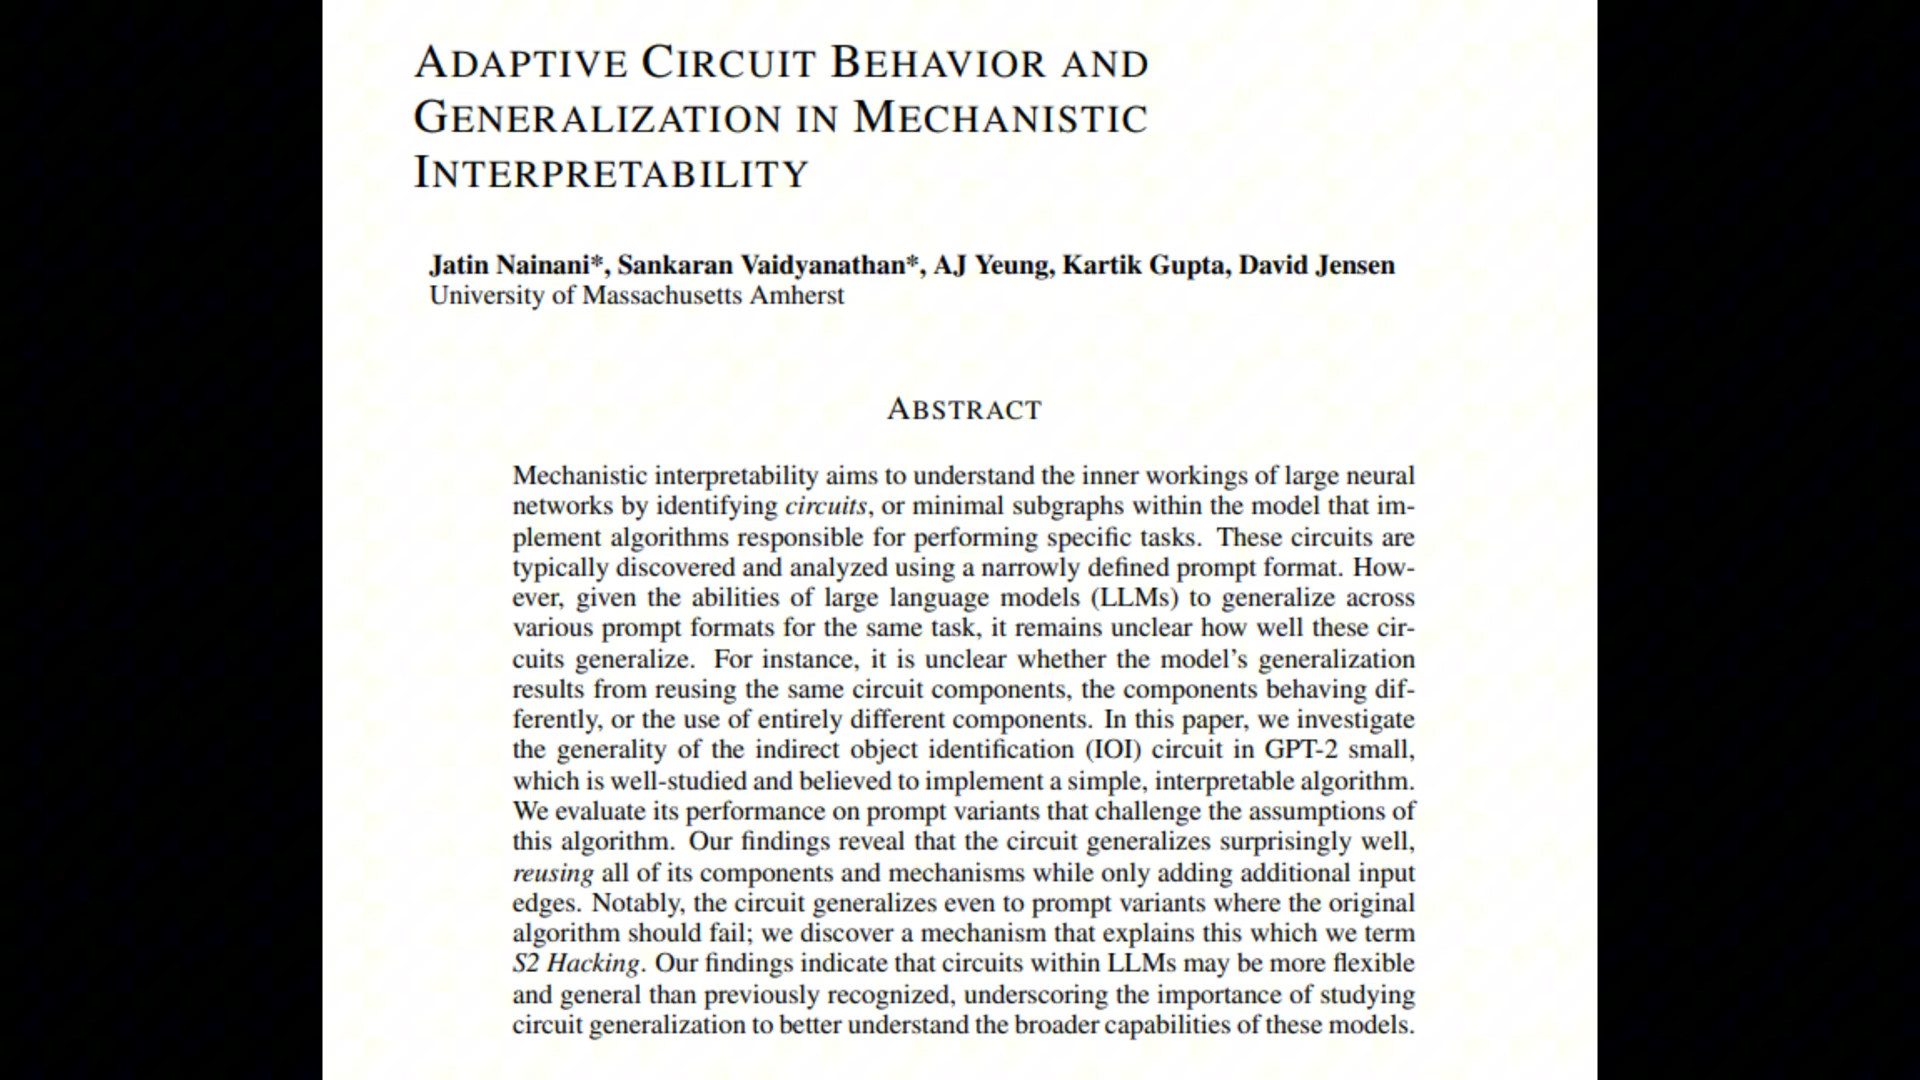 ADAPTIVE CIRCUIT BEHAVIOR AND
GENERALIZATION IN MECHANISTIC
INTERPRETABILITY
Jatin Nainani*, Sankaran Vaidyanathan*, AJ Yeung, Kartik Gupta, David Jensen
University of Massachusetts Amherst
ABSTRACT
Mechanistic interpretability aims to understand the inner workings of large neural
networks by identifying circuits, or minimal subgraphs within the model that im-
plement algorithms responsible for performing specific tasks. These circuits are
typically discovered and analyzed using a narrowly defined prompt format. How-
ever, given the abilities of large language models (LLMs) to generalize across
various prompt formats for the same task, it remains unclear how well these cir-
cuits generalize. For instance, it is unclear whether the model's generalization
results from reusing the same circuit components, the components behaving dif-
ferently, or the use of entirely different components. In this paper, we investigate
the generality of the indirect object identification (IOI) circuit in GPT-2 small,
which is well-studied and believed to implement a simple, interpretable algorithm.
We evaluate its performance on prompt variants that challenge the assumptions of
this algorithm. Our findings reveal that the circuit generalizes surprisingly well,
reusing all of its components and mechanisms while only adding additional input
edges. Notably, the circuit generalizes even to prompt variants where the original
algorithm should fail; we discover a mechanism that explains this which we term
S2 Hacking. Our findings indicate that circuits within LLMs may be more flexible
and general than previously recognized, underscoring the importance of studying
circuit generalization to better understand the broader capabilities of these models.